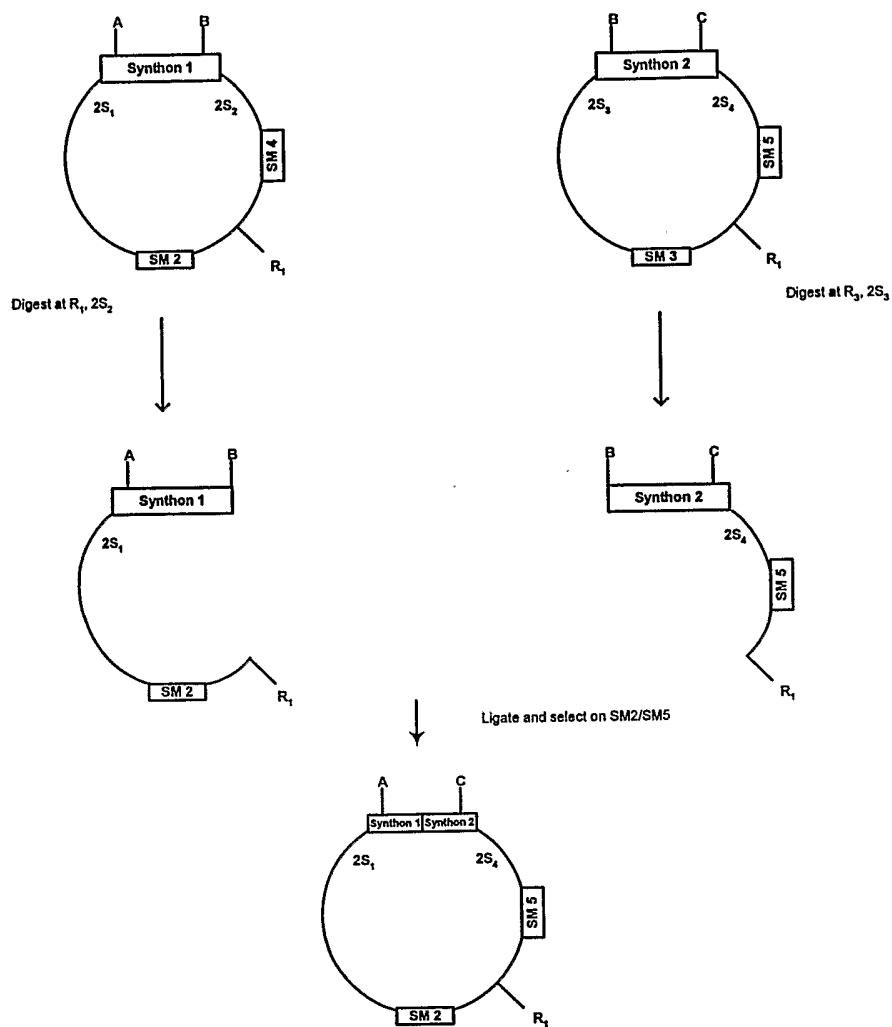 A B
Synthon 1
2S₁ 2S₂
SM 4
SM 2
R₁
B C
Synthon 2
2S₃ 2S₄
SM 5
SM 3
R₁
Digest at R₁, 2S₂
Digest at R₃, 2S₃
A B
Synthon 1
2S₁
SM 2
R₁
B C
Synthon 2
2S₄
SM 5
R₁
Ligate and select on SM2/SM5
A C
Synthon 1 Synthon 2
2S₁ 2S₄
SM 5
SM 2
R₁